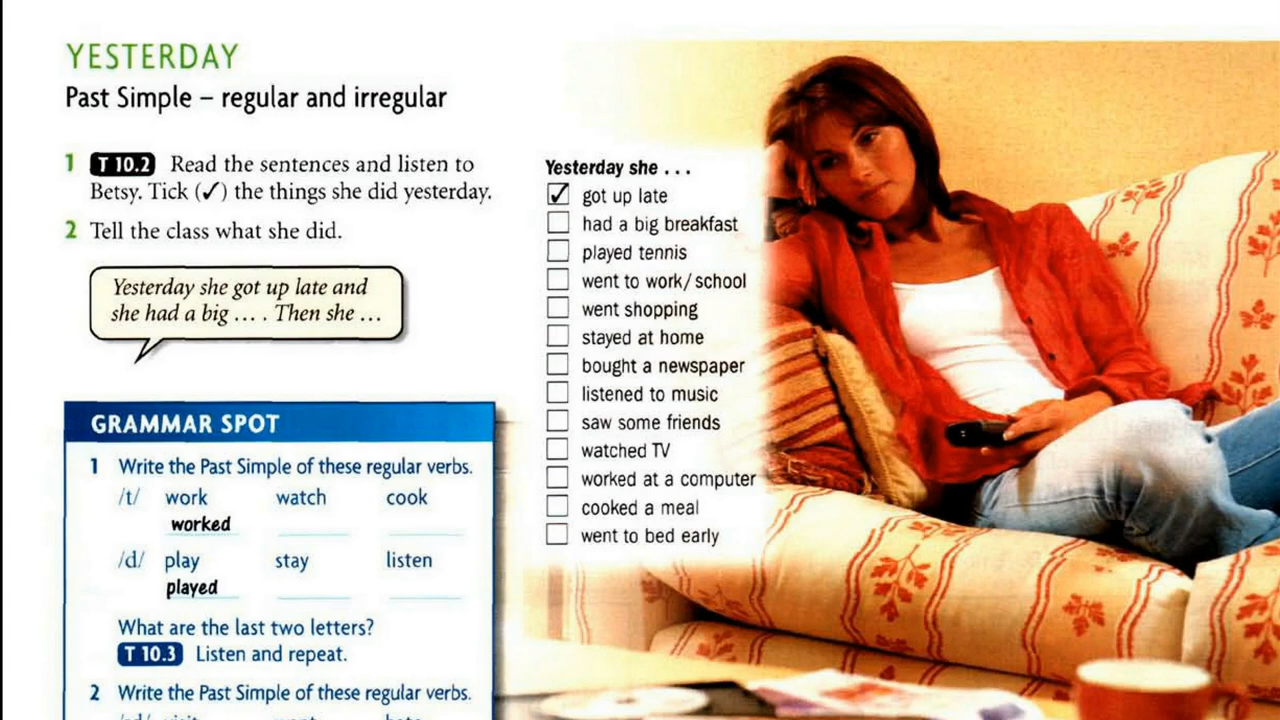 YESTERDAY
Past Simple – regular and irregular
1 T 10.2 Read the sentences and listen to
Betsy. Tick (✓) the things she did yesterday.
2 Tell the class what she did.
Yesterday she got up late and
she had a big ... . Then she ...
Yesterday she ...
✓ got up late
had a big breakfast
played tennis
went to work/school
went shopping
stayed at home
bought a newspaper
listened to music
saw some friends
watched TV
worked at a computer
cooked a meal
went to bed early
GRAMMAR SPOT
1 Write the Past Simple of these regular verbs.
/t/ work watch cook
worked
/d/ play stay listen
played
What are the last two letters?
T 10.3 Listen and repeat.
2 Write the Past Simple of these regular verbs.